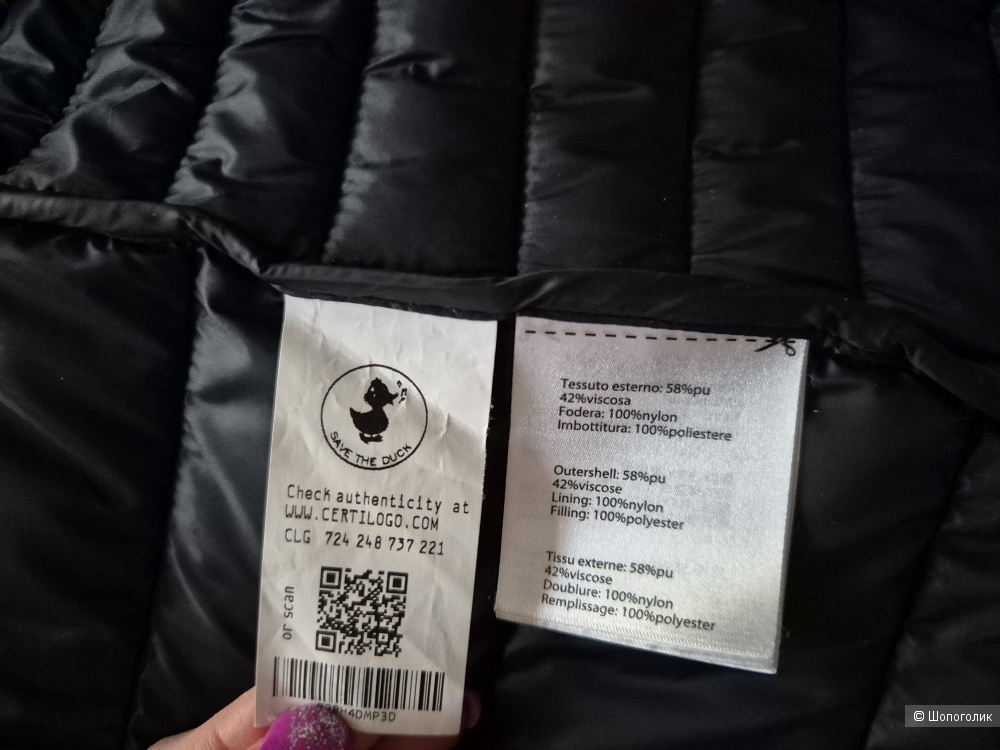 SAVE THE DUCK
Check authenticity at
WWW.CERTILOGO.COM
CLG 724 248 737 221
or scan
Tessuto esterno: 58%pu
42%viscosa
Fodera: 100%nylon
Imbottitura: 100%poliestere
Outershell: 58%pu
42%viscose
Lining: 100%nylon
Filling: 100%polyester
Tissu externe: 58%pu
42%viscose
Doublure: 100%nylon
Remplissage: 100%polyester
© Шопоголик